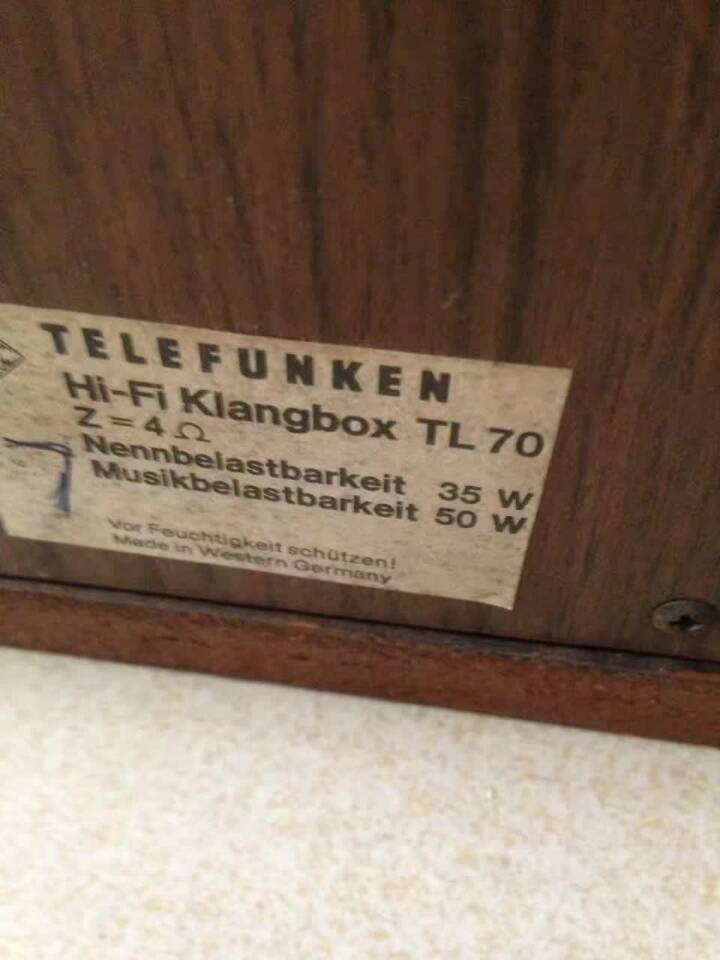 TELEFUNKEN
Hi-Fi Klangbox TL 70
Z = 4 Ω
Nennbelastbarkeit 35 W
Musikbelastbarkeit 50 W
Vor Feuchtigkeit schützen!
Made in Western Germany